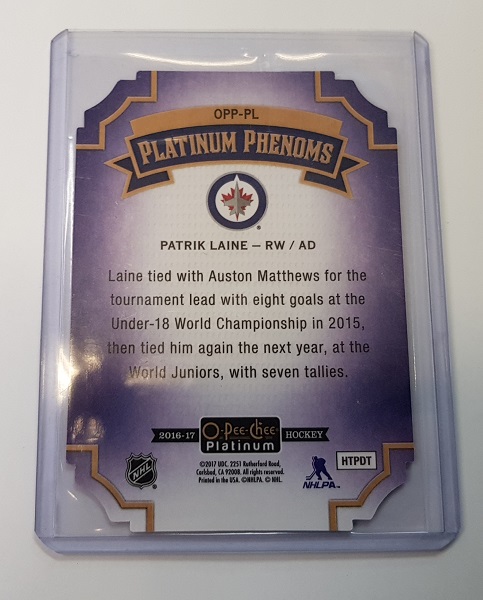 OPP-PL
PLATINUM PHENOMS
PATRIK LAINE – RW / AD
Laine tied with Auston Matthews for the
tournament lead with eight goals at the
Under-18 World Championship in 2015,
then tied him again the next year, at the
World Juniors, with seven tallies.
2016-17 O-PEE-CHEE Platinum HOCKEY
©2017 UDC. 2251 Rutherford Road,
Carlsbad, CA 92008. All rights reserved.
Printed in the USA. ©NHLPA. © NHL.
NHL
NHLPA™
HTPDT